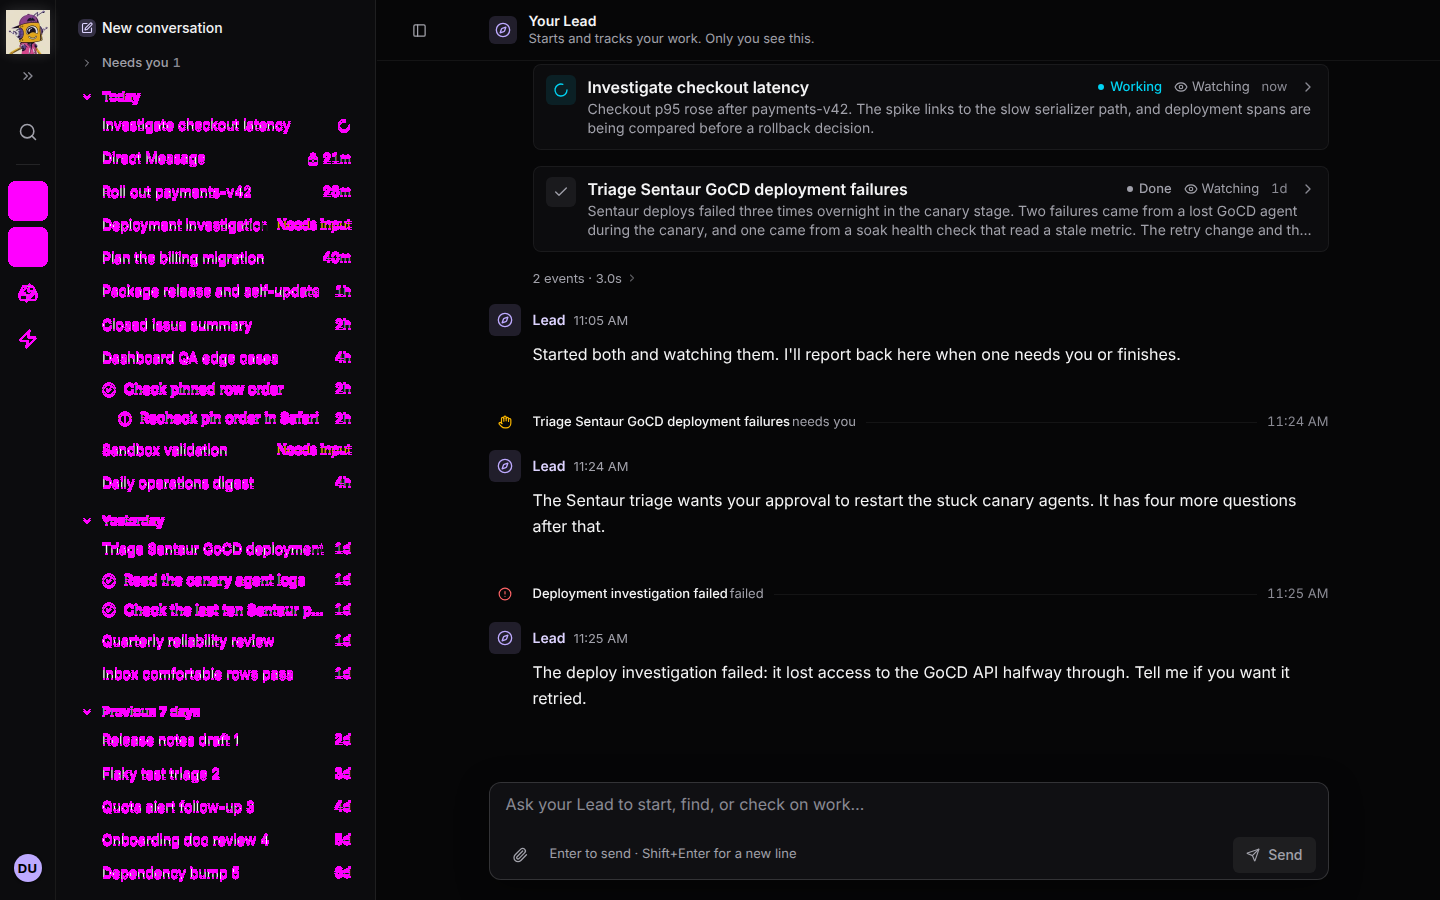 New conversation
Needs you 1
Today
Investigate checkout latency
Direct Message 21m
Roll out payments-v42
Deployment investigation Needs input
Plan the billing migration 40m
Package release and self-update 1h
Closed issue summary 2h
Dashboard QA edge cases 4h
Check pinned row order 2h
Recheck pin order in Safari 2h
Sandbox validation Needs input
Daily operations digest 4h
Yesterday
Triage Sentaur GoCD deployment 1d
Read the canary agent logs 1d
Check the last ten Sentaur p... 1d
Quarterly reliability review 1d
Inbox comfortable rows pass 1d
Previous 7 days
Release notes draft 1 2d
Flaky test triage 2 3d
Quota alert follow-up 3 4d
Onboarding doc review 4 5d
Dependency bump 5 6d
DU
Your Lead
Starts and tracks your work. Only you see this.
Investigate checkout latency Working Watching now
Checkout p95 rose after payments-v42. The spike links to the slow serializer path, and deployment spans are
being compared before a rollback decision.
Triage Sentaur GoCD deployment failures Done Watching 1d
Sentaur deploys failed three times overnight in the canary stage. Two failures came from a lost GoCD agent
during the canary, and one came from a soak health check that read a stale metric. The retry change and th...
2 events · 3.0s
Lead 11:05 AM
Started both and watching them. I'll report back here when one needs you or finishes.
Triage Sentaur GoCD deployment failures needs you 11:24 AM
Lead 11:24 AM
The Sentaur triage wants your approval to restart the stuck canary agents. It has four more questions
after that.
Deployment investigation failed failed 11:25 AM
Lead 11:25 AM
The deploy investigation failed: it lost access to the GoCD API halfway through. Tell me if you want it
retried.
Ask your Lead to start, find, or check on work...
Enter to send · Shift+Enter for a new line
Send